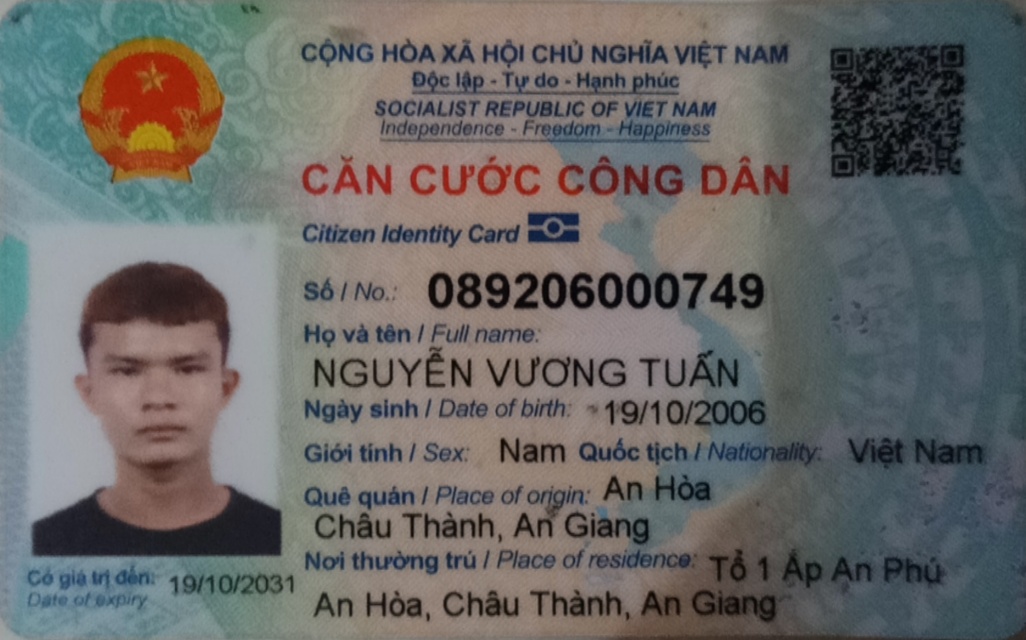 CỘNG HÒA XÃ HỘI CHỦ NGHĨA VIỆT NAM
Độc lập - Tự do - Hạnh phúc
SOCIALIST REPUBLIC OF VIET NAM
Independence - Freedom - Happiness
CĂN CƯỚC CÔNG DÂN
Citizen Identity Card
Số / No.: 089206000749
Họ và tên / Full name:
NGUYỄN VƯƠNG TUẤN
Ngày sinh / Date of birth: 19/10/2006
Giới tính / Sex: Nam Quốc tịch / Nationality: Việt Nam
Quê quán / Place of origin: An Hòa
Châu Thành, An Giang
Nơi thường trú / Place of residence: Tổ 1 Ấp An Phú
An Hòa, Châu Thành, An Giang
Có giá trị đến: 19/10/2031
Date of expiry